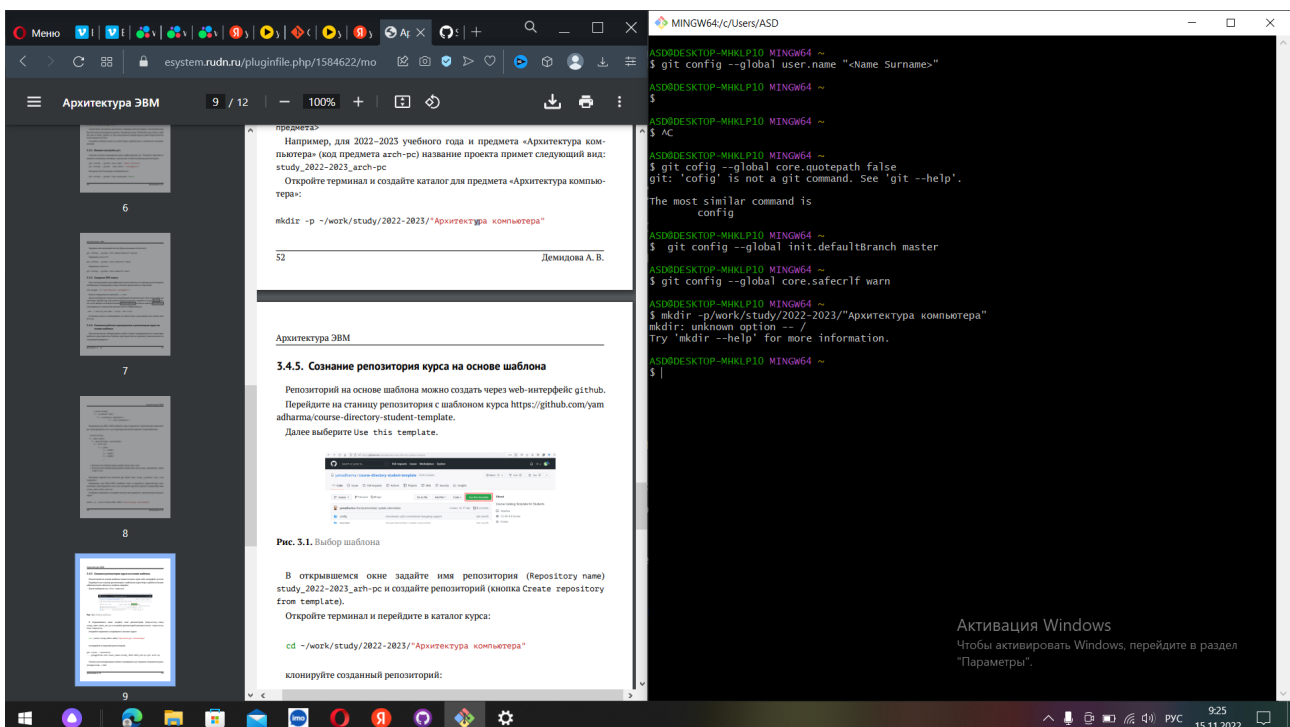 Меню
esystem.rudn.ru/pluginfile.php/1584622/mo
Архитектура ЭВМ
9 / 12
100%
6
7
8
9
предмета>
Например, для 2022–2023 учебного года и предмета «Архитектура ком-
пьютера» (код предмета arch-pc) название проекта примет следующий вид:
study_2022-2023_arch-pc
Откройте терминал и создайте каталог для предмета «Архитектура компью-
тера»:
mkdir -p ~/work/study/2022-2023/"Архитектура компьютера"
52
Демидова А. В.
Архитектура ЭВМ
3.4.5. Сознание репозитория курса на основе шаблона
Репозиторий на основе шаблона можно создать через web-интерфейс github.
Перейдите на станицу репозитория с шаблоном курса https://github.com/yam
adharma/course-directory-student-template.
Далее выберите Use this template.
Рис. 3.1. Выбор шаблона
В открывшемся окне задайте имя репозитория (Repository name)
study_2022-2023_arh-pc и создайте репозиторий (кнопка Create repository
from template).
Откройте терминал и перейдите в каталог курса:
cd ~/work/study/2022-2023/"Архитектура компьютера"
клонируйте созданный репозиторий:
MINGW64:/c/Users/ASD
ASD@DESKTOP-MHKLP10 MINGW64 ~
$ git config --global user.name "<Name Surname>"
ASD@DESKTOP-MHKLP10 MINGW64 ~
$
ASD@DESKTOP-MHKLP10 MINGW64 ~
$ ^C
ASD@DESKTOP-MHKLP10 MINGW64 ~
$ git cofig --global core.quotepath false
git: 'cofig' is not a git command. See 'git --help'.
The most similar command is
config
ASD@DESKTOP-MHKLP10 MINGW64 ~
$  git config --global init.defaultBranch master
ASD@DESKTOP-MHKLP10 MINGW64 ~
$ git config --global core.safecrlf warn
ASD@DESKTOP-MHKLP10 MINGW64 ~
$ mkdir -p/work/study/2022-2023/"Архитектура компьютера"
mkdir: unknown option -- /
Try 'mkdir --help' for more information.
ASD@DESKTOP-MHKLP10 MINGW64 ~
$
Активация Windows
Чтобы активировать Windows, перейдите в раздел
"Параметры".
imo
РУС
9:25
15.11.2022